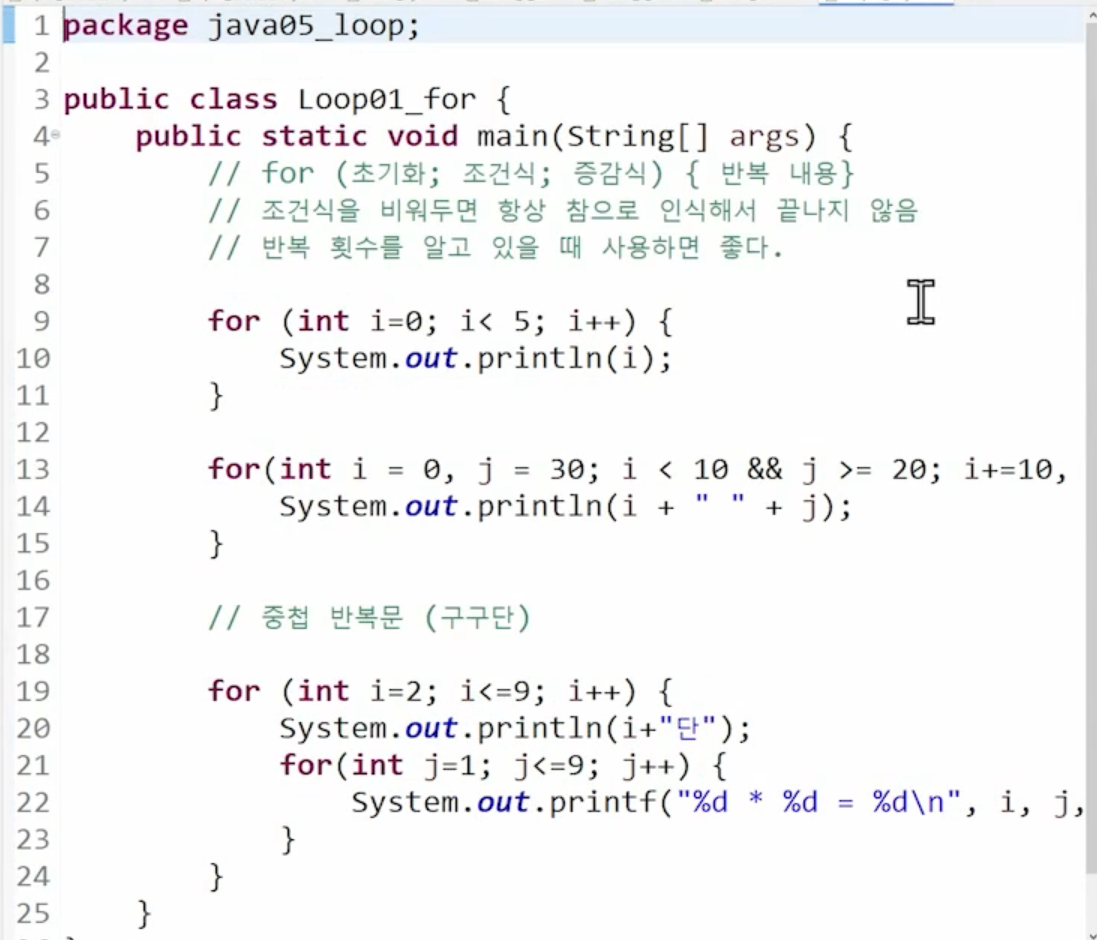 1 package java05_loop;
2
3 public class Loop01_for {
4 public static void main(String[] args) {
5 // for (초기화; 조건식; 증감식) { 반복 내용}
6 // 조건식을 비워두면 항상 참으로 인식해서 끝나지 않음
7 // 반복 횟수를 알고 있을 때 사용하면 좋다.
8
9 for (int i=0; i< 5; i++) {
10 System.out.println(i);
11 }
12
13 for(int i = 0, j = 30; i < 10 && j >= 20; i+=10,
14 System.out.println(i + " " + j);
15 }
16
17 // 중첩 반복문 (구구단)
18
19 for (int i=2; i<=9; i++) {
20 System.out.println(i+"단");
21 for(int j=1; j<=9; j++) {
22 System.out.printf("%d * %d = %d\n", i, j,
23 }
24 }
25 }